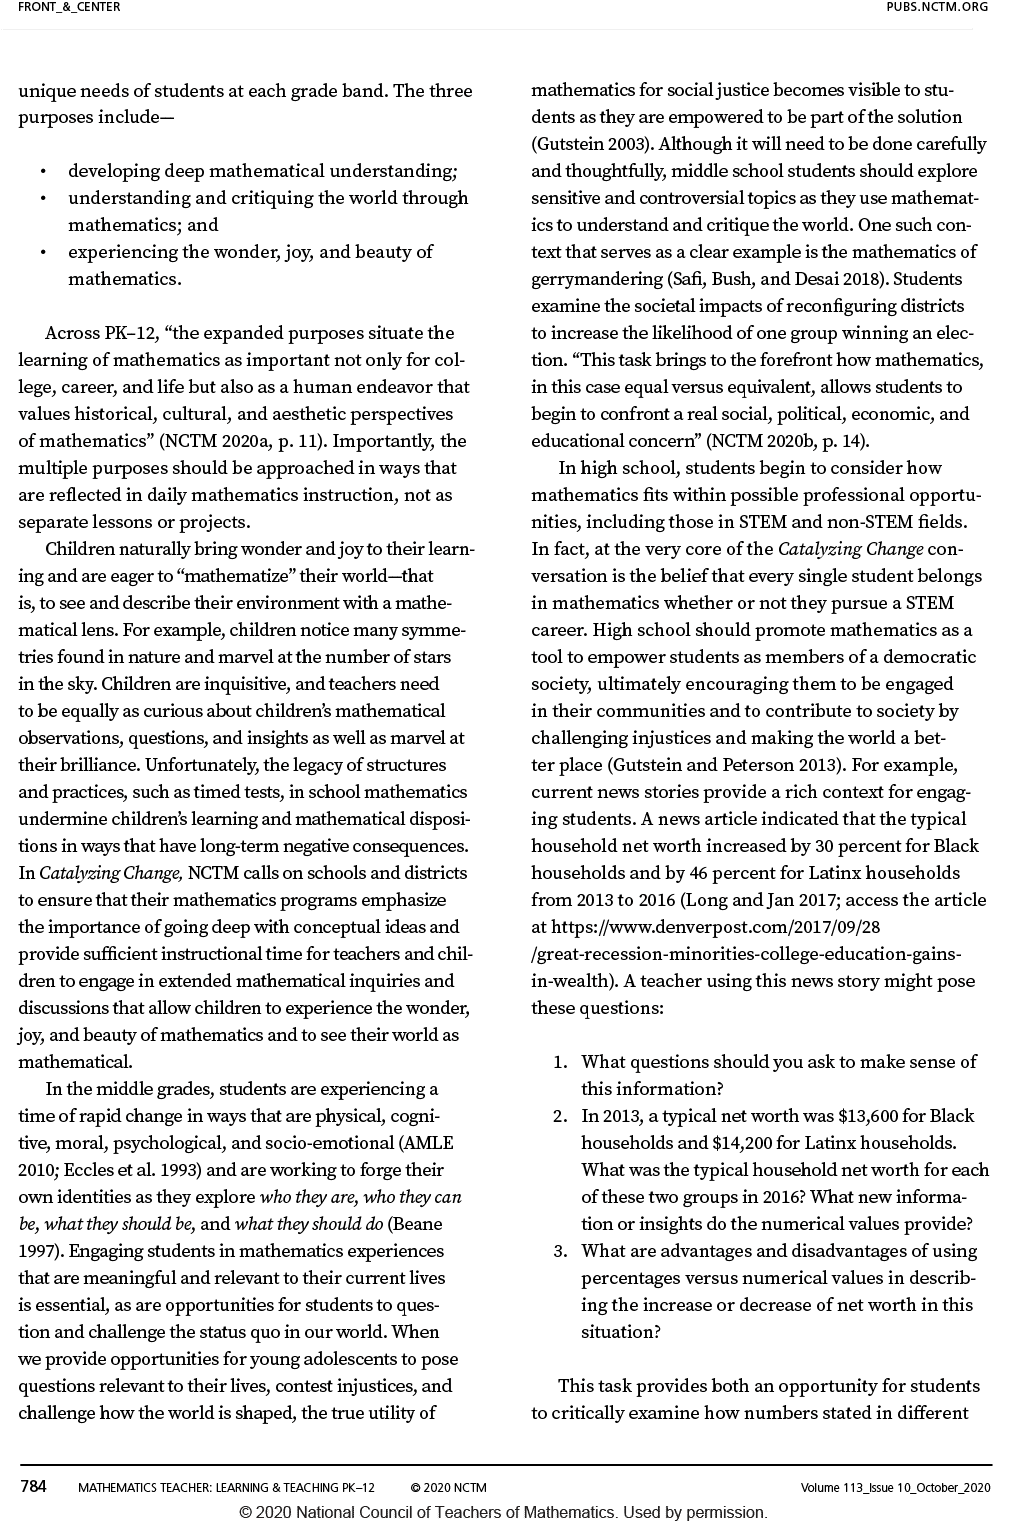 FRONT_&_CENTER
PUBS.NCTM.ORG
unique needs of students at each grade band. The three
purposes include—
• developing deep mathematical understanding;
• understanding and critiquing the world through
mathematics; and
• experiencing the wonder, joy, and beauty of
mathematics.
Across PK–12, “the expanded purposes situate the
learning of mathematics as important not only for col-
lege, career, and life but also as a human endeavor that
values historical, cultural, and aesthetic perspectives
of mathematics” (NCTM 2020a, p. 11). Importantly, the
multiple purposes should be approached in ways that
are reflected in daily mathematics instruction, not as
separate lessons or projects.
Children naturally bring wonder and joy to their learn-
ing and are eager to “mathematize” their world—that
is, to see and describe their environment with a mathe-
matical lens. For example, children notice many symme-
tries found in nature and marvel at the number of stars
in the sky. Children are inquisitive, and teachers need
to be equally as curious about children’s mathematical
observations, questions, and insights as well as marvel at
their brilliance. Unfortunately, the legacy of structures
and practices, such as timed tests, in school mathematics
undermine children’s learning and mathematical disposi-
tions in ways that have long-term negative consequences.
In Catalyzing Change, NCTM calls on schools and districts
to ensure that their mathematics programs emphasize
the importance of going deep with conceptual ideas and
provide sufficient instructional time for teachers and chil-
dren to engage in extended mathematical inquiries and
discussions that allow children to experience the wonder,
joy, and beauty of mathematics and to see their world as
mathematical.
In the middle grades, students are experiencing a
time of rapid change in ways that are physical, cogni-
tive, moral, psychological, and socio-emotional (AMLE
2010; Eccles et al. 1993) and are working to forge their
own identities as they explore who they are, who they can
be, what they should be, and what they should do (Beane
1997). Engaging students in mathematics experiences
that are meaningful and relevant to their current lives
is essential, as are opportunities for students to ques-
tion and challenge the status quo in our world. When
we provide opportunities for young adolescents to pose
questions relevant to their lives, contest injustices, and
challenge how the world is shaped, the true utility of
mathematics for social justice becomes visible to stu-
dents as they are empowered to be part of the solution
(Gutstein 2003). Although it will need to be done carefully
and thoughtfully, middle school students should explore
sensitive and controversial topics as they use mathemat-
ics to understand and critique the world. One such con-
text that serves as a clear example is the mathematics of
gerrymandering (Safi, Bush, and Desai 2018). Students
examine the societal impacts of reconfiguring districts
to increase the likelihood of one group winning an elec-
tion. “This task brings to the forefront how mathematics,
in this case equal versus equivalent, allows students to
begin to confront a real social, political, economic, and
educational concern” (NCTM 2020b, p. 14).
In high school, students begin to consider how
mathematics fits within possible professional opportu-
nities, including those in STEM and non-STEM fields.
In fact, at the very core of the Catalyzing Change con-
versation is the belief that every single student belongs
in mathematics whether or not they pursue a STEM
career. High school should promote mathematics as a
tool to empower students as members of a democratic
society, ultimately encouraging them to be engaged
in their communities and to contribute to society by
challenging injustices and making the world a bet-
ter place (Gutstein and Peterson 2013). For example,
current news stories provide a rich context for engag-
ing students. A news article indicated that the typical
household net worth increased by 30 percent for Black
households and by 46 percent for Latinx households
from 2013 to 2016 (Long and Jan 2017; access the article
at https://www.denverpost.com/2017/09/28
/great-recession-minorities-college-education-gains-
in-wealth). A teacher using this news story might pose
these questions:
1. What questions should you ask to make sense of
this information?
2. In 2013, a typical net worth was $13,600 for Black
households and $14,200 for Latinx households.
What was the typical household net worth for each
of these two groups in 2016? What new informa-
tion or insights do the numerical values provide?
3. What are advantages and disadvantages of using
percentages versus numerical values in describ-
ing the increase or decrease of net worth in this
situation?
This task provides both an opportunity for students
to critically examine how numbers stated in different
784 MATHEMATICS TEACHER: LEARNING & TEACHING PK–12 © 2020 NCTM Volume 113_Issue 10_October_2020
© 2020 National Council of Teachers of Mathematics. Used by permission.